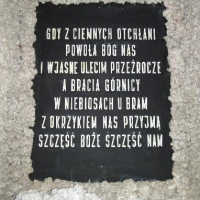 GDY Z CIEMNYCH OTCHŁANI
POWOŁA BÓG NAS
I WJASNE ULECIM PRZEŹROCZE
A BRACIA GÓRNICY
W NIEBIOSACH U BRAM
Z OKRZYKIEM NAS PRZYJMĄ
SZCZĘŚĆ BOŻE SZCZĘŚĆ NAM